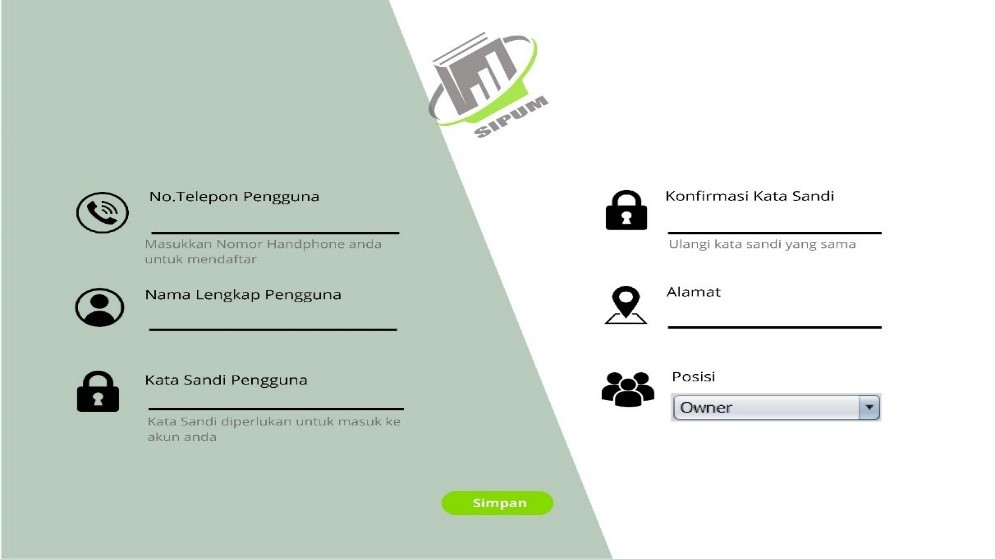 SIPUM
No.Telepon Pengguna
Masukkan Nomor Handphone anda
untuk mendaftar
Nama Lengkap Pengguna
Kata Sandi Pengguna
Kata Sandi diperlukan untuk masuk ke
akun anda
Konfirmasi Kata Sandi
Ulangi kata sandi yang sama
Alamat
Posisi
Owner
Simpan